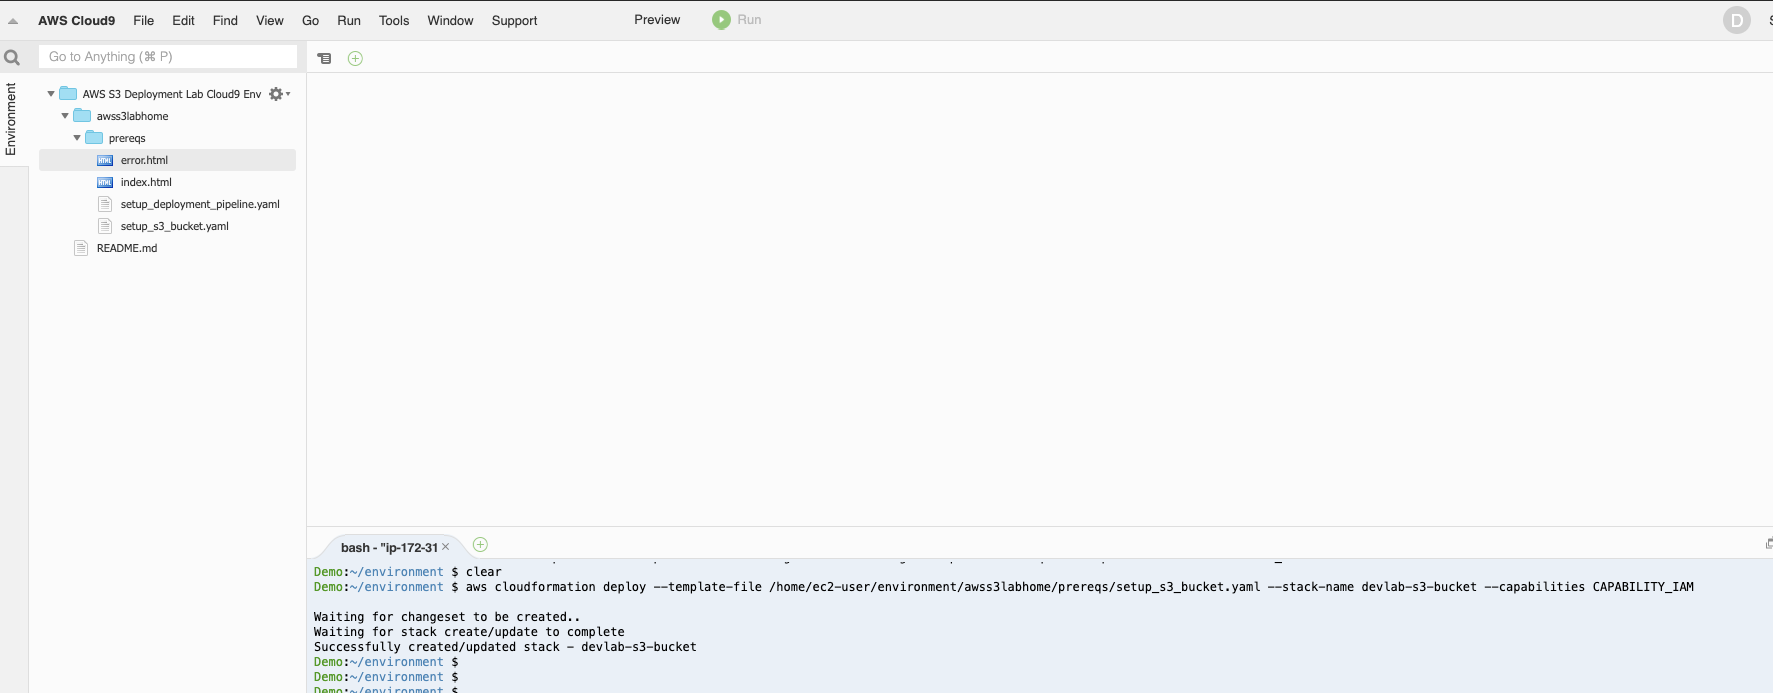 AWS Cloud9 File Edit Find View Go Run Tools Window Support Preview Run D
Go to Anything (⌘ P)
Environment
AWS S3 Deployment Lab Cloud9 Env
awss3labhome
prereqs
HTML error.html
HTML index.html
setup_deployment_pipeline.yaml
setup_s3_bucket.yaml
README.md
bash - "ip-172-31
Demo:~/environment $ clear
Demo:~/environment $ aws cloudformation deploy --template-file /home/ec2-user/environment/awss3labhome/prereqs/setup_s3_bucket.yaml --stack-name devlab-s3-bucket --capabilities CAPABILITY_IAM
Waiting for changeset to be created..
Waiting for stack create/update to complete
Successfully created/updated stack - devlab-s3-bucket
Demo:~/environment $
Demo:~/environment $
Demo:~/environment $